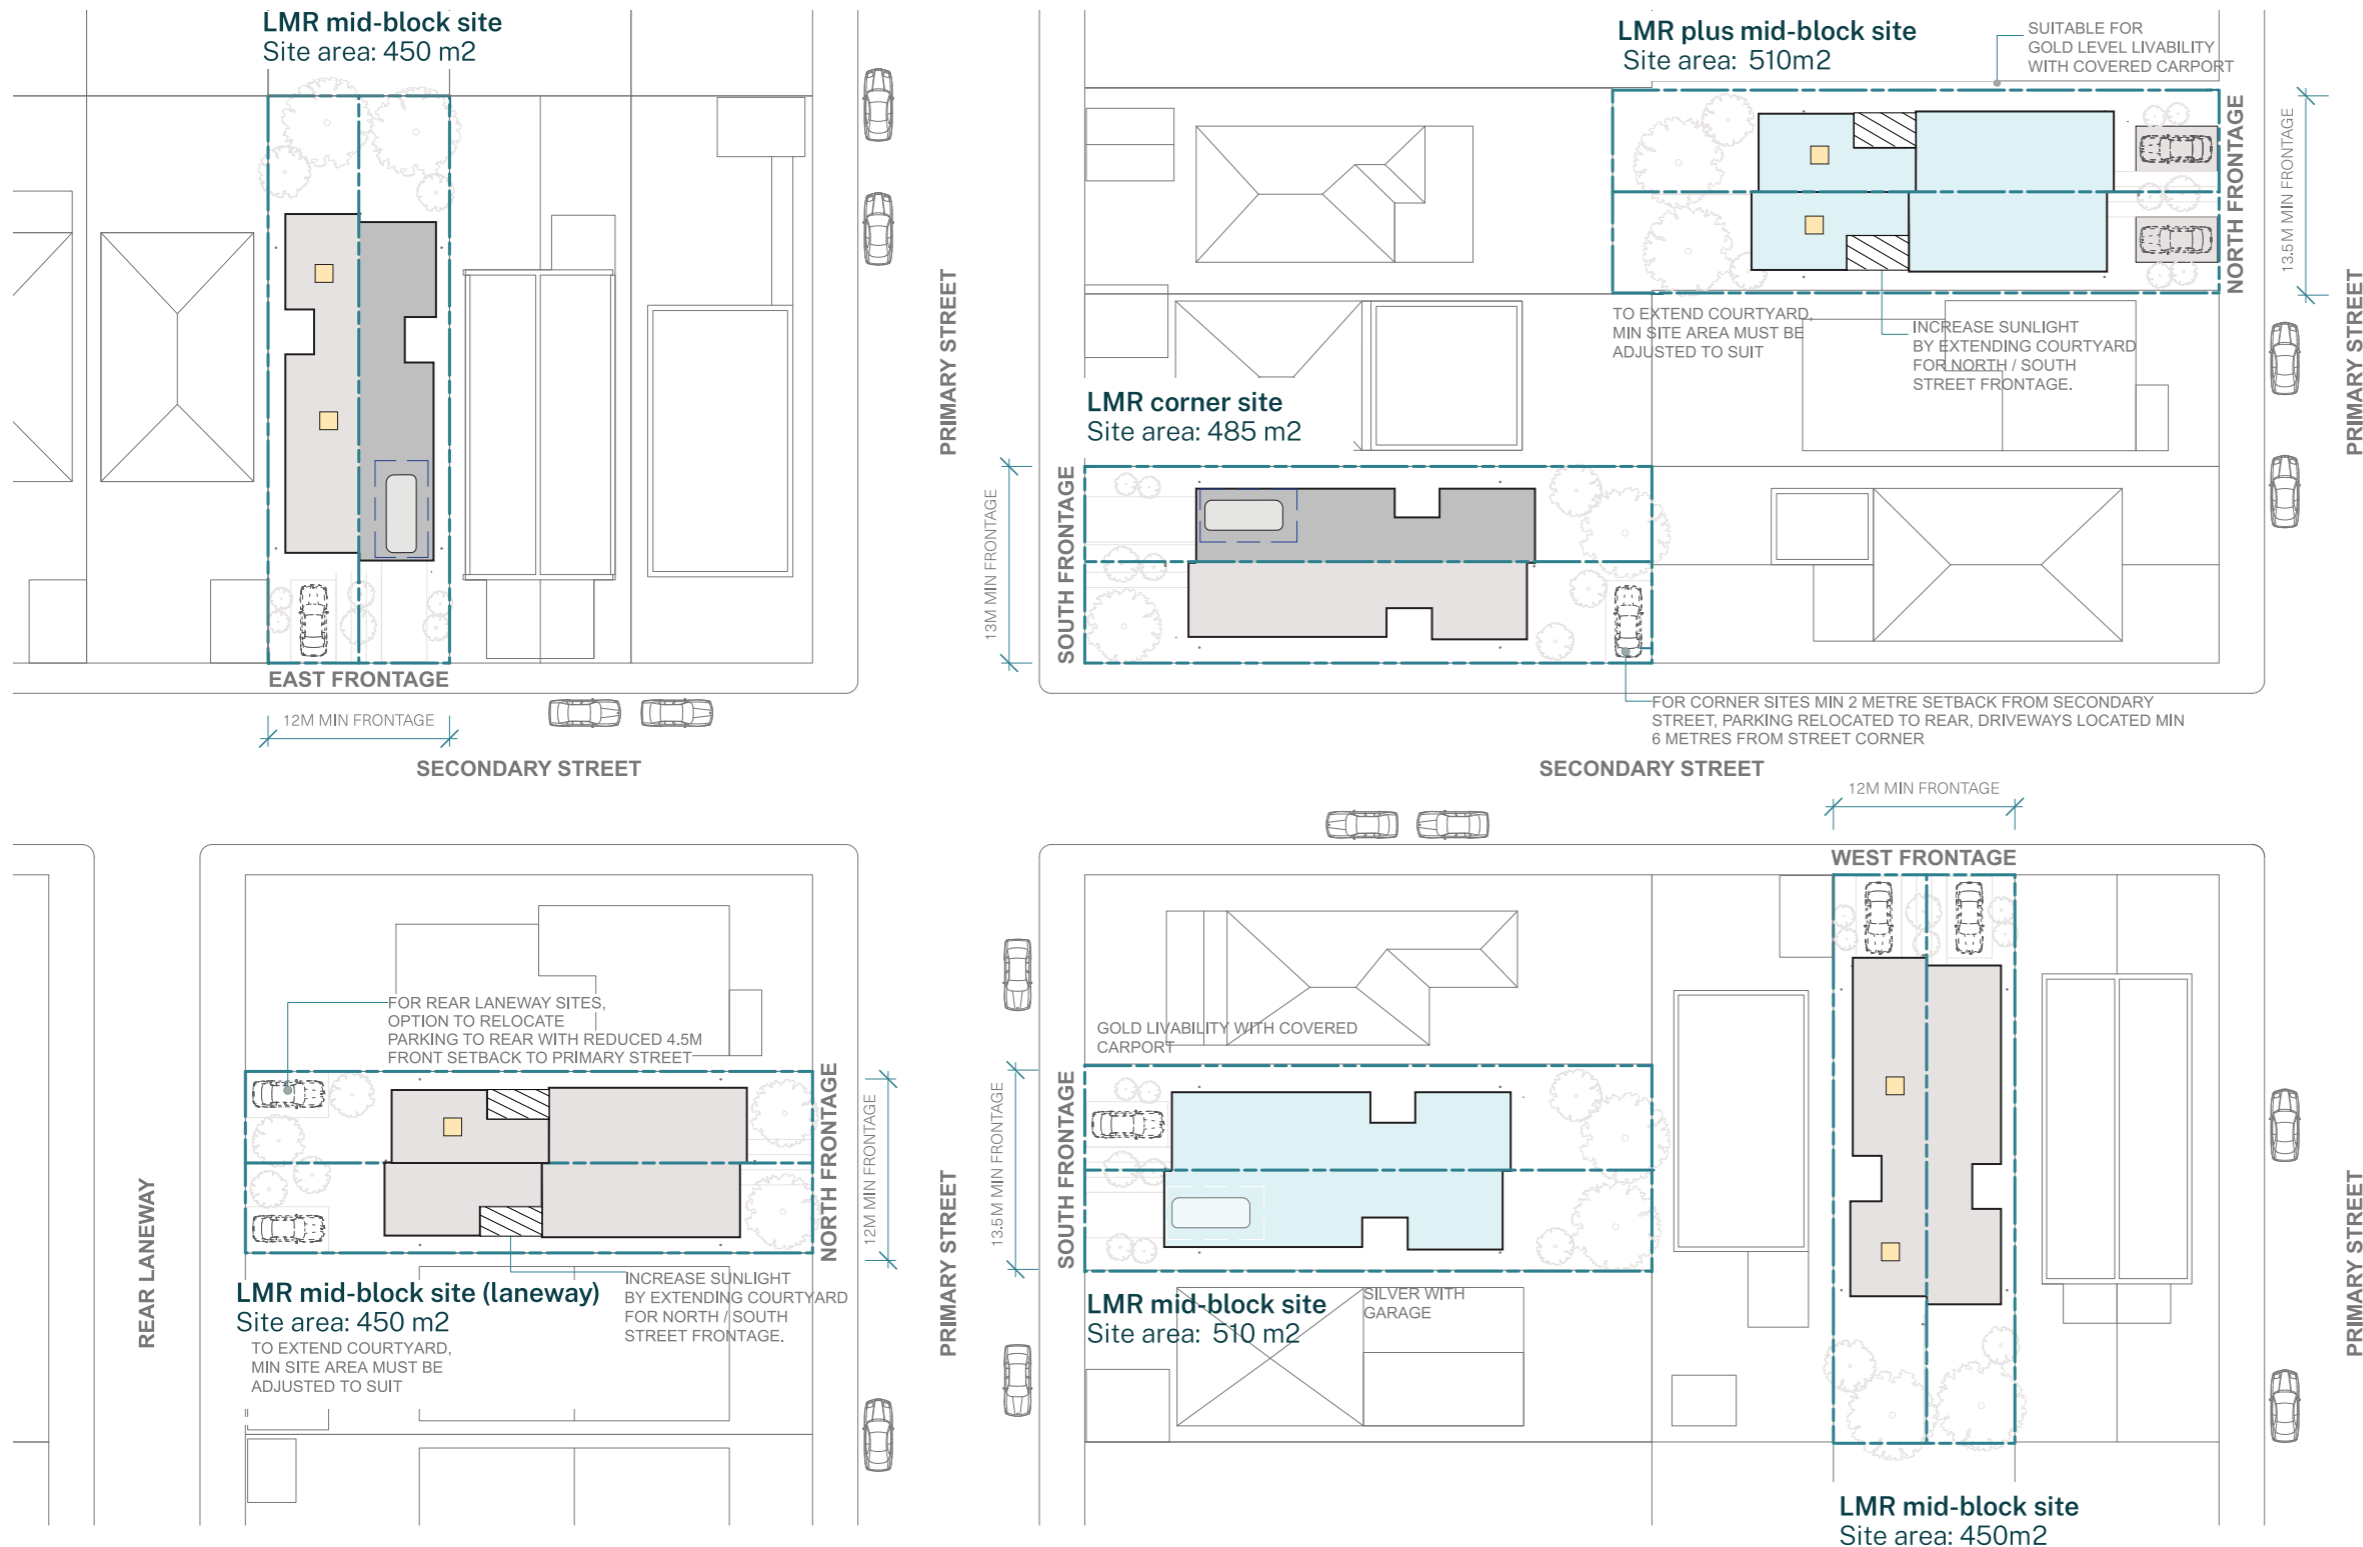 LMR mid-block site
Site area: 450 m2
EAST FRONTAGE
12M MIN FRONTAGE
SECONDARY STREET
PRIMARY STREET
LMR plus mid-block site
Site area: 510m2
SUITABLE FOR
GOLD LEVEL LIVABILITY
WITH COVERED CARPORT
NORTH FRONTAGE
13.5M MIN FRONTAGE
PRIMARY STREET
TO EXTEND COURTYARD,
MIN SITE AREA MUST BE
ADJUSTED TO SUIT
INCREASE SUNLIGHT
BY EXTENDING COURTYARD
FOR NORTH / SOUTH
STREET FRONTAGE.
LMR corner site
Site area: 485 m2
13M MIN FRONTAGE
SOUTH FRONTAGE
FOR CORNER SITES MIN 2 METRE SETBACK FROM SECONDARY
STREET, PARKING RELOCATED TO REAR, DRIVEWAYS LOCATED MIN
6 METRES FROM STREET CORNER
SECONDARY STREET
REAR LANEWAY
FOR REAR LANEWAY SITES,
OPTION TO RELOCATE
PARKING TO REAR WITH REDUCED 4.5M
FRONT SETBACK TO PRIMARY STREET
NORTH FRONTAGE
12M MIN FRONTAGE
PRIMARY STREET
LMR mid-block site (laneway)
Site area: 450 m2
TO EXTEND COURTYARD,
MIN SITE AREA MUST BE
ADJUSTED TO SUIT
INCREASE SUNLIGHT
BY EXTENDING COURTYARD
FOR NORTH / SOUTH
STREET FRONTAGE.
GOLD LIVABILITY WITH COVERED
CARPORT
13.5M MIN FRONTAGE
SOUTH FRONTAGE
LMR mid-block site
Site area: 510 m2
SILVER WITH
GARAGE
12M MIN FRONTAGE
WEST FRONTAGE
PRIMARY STREET
LMR mid-block site
Site area: 450m2